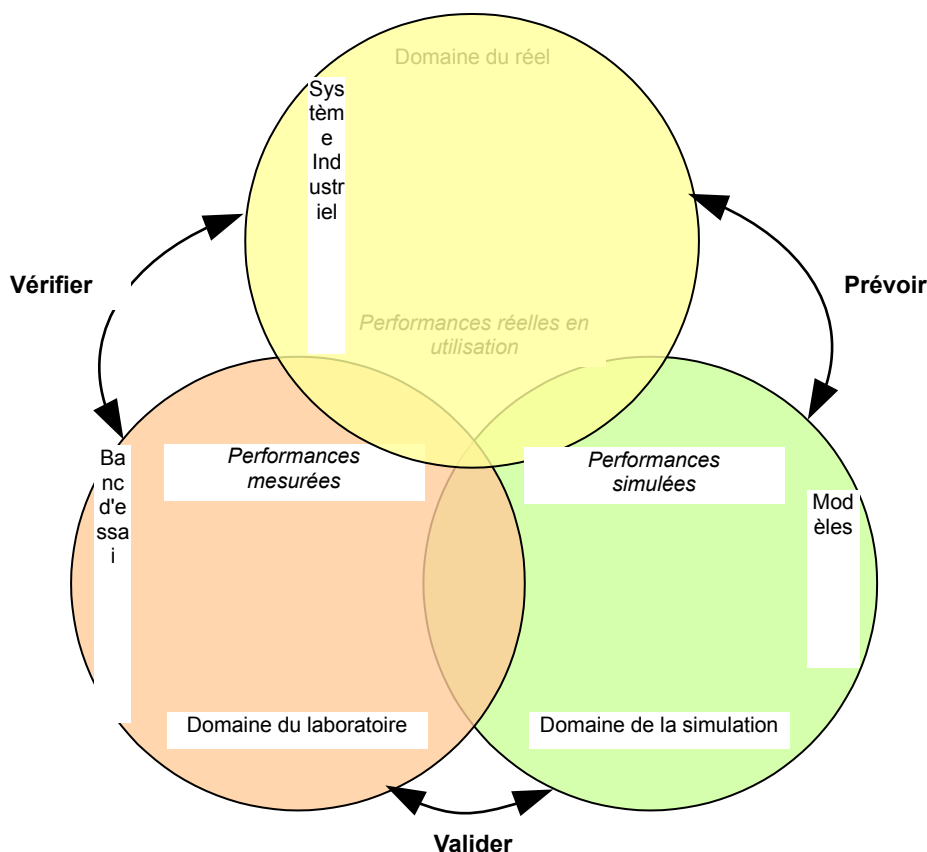 Domaine du réel
Sys
tèm
e
Ind
ustr
iel
Vérifier
Prévoir
Performances réelles en
utilisation
Ba
nc
d'e
ssa
i
Performances
mesurées
Performances
simulées
Mod
èles
Domaine du laboratoire
Domaine de la simulation
Valider